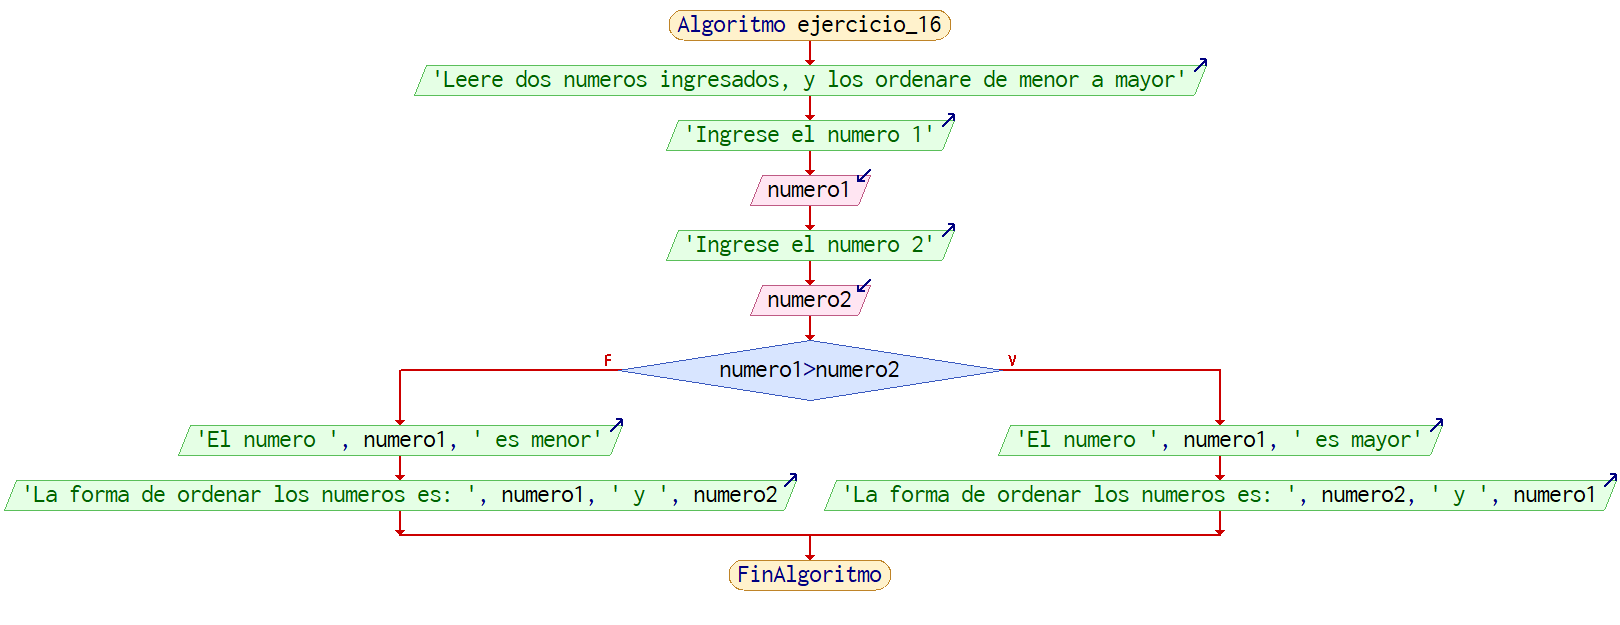 Algoritmo ejercicio_16
'Leere dos numeros ingresados, y los ordenare de menor a mayor'
'Ingrese el numero 1'
numero1
'Ingrese el numero 2'
numero2
numero1>numero2
F
V
'El numero ', numero1, ' es menor'
'La forma de ordenar los numeros es: ', numero1, ' y ', numero2
'El numero ', numero1, ' es mayor'
'La forma de ordenar los numeros es: ', numero2, ' y ', numero1
FinAlgoritmo